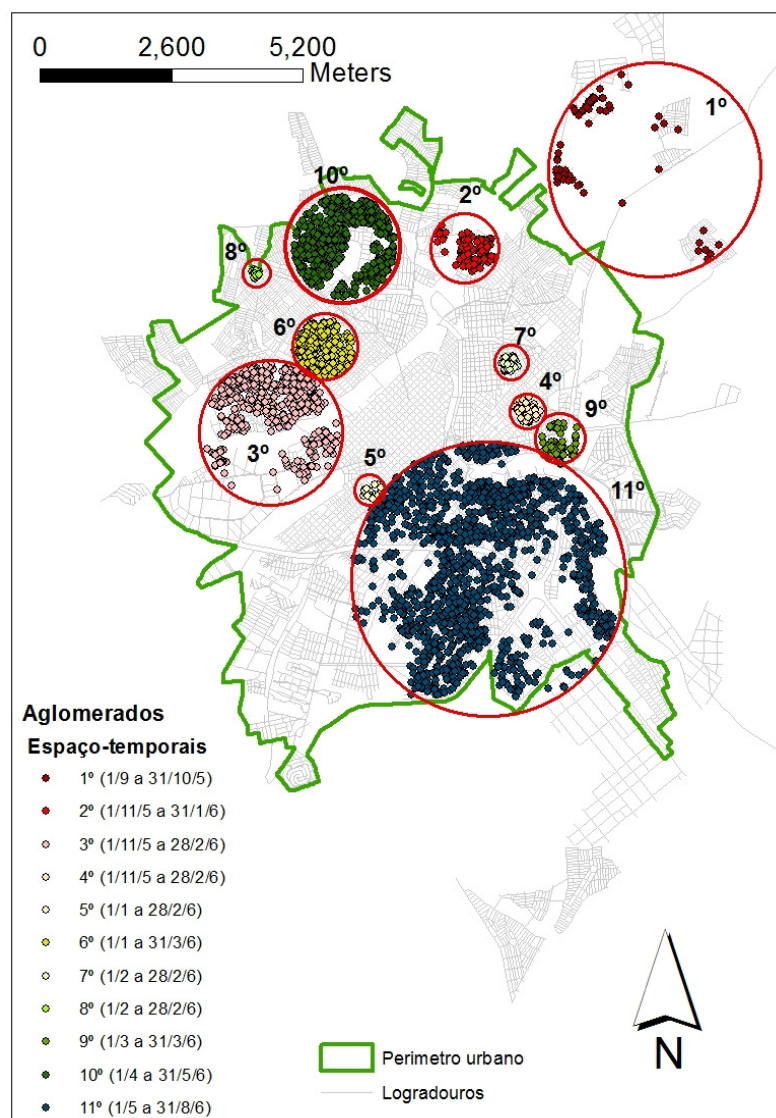 0 2,600 5,200
Meters
1º
10º
2º
8º
6º
7º
4º
9º
3º
5º
11º
Aglomerados
Espaço-temporais
1º (1/9 a 31/10/5)
2º (1/11/5 a 31/1/6)
3º (1/11/5 a 28/2/6)
4º (1/11/5 a 28/2/6)
5º (1/1 a 28/2/6)
6º (1/1 a 31/3/6)
7º (1/2 a 28/2/6)
8º (1/2 a 28/2/6)
9º (1/3 a 31/3/6)
10º (1/4 a 31/5/6)
11º (1/5 a 31/8/6)
Perimetro urbano
Logradouros
N